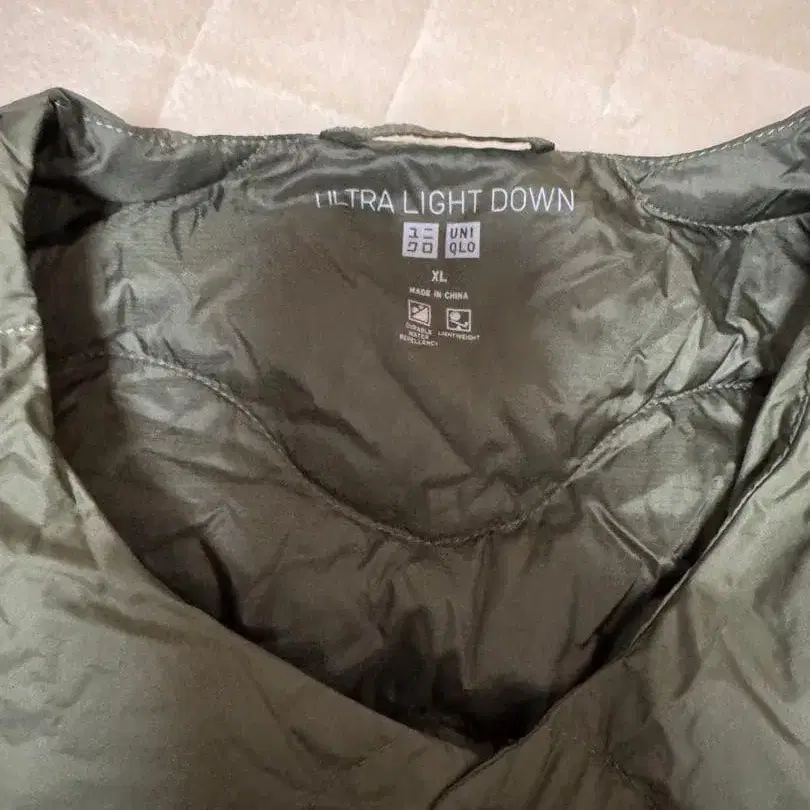 ULTRA LIGHT DOWN
ユニ UNI
クロ QLO
XL
MADE IN CHINA
DURABLE
WATER
REPELLENCY
LIGHTWEIGHT